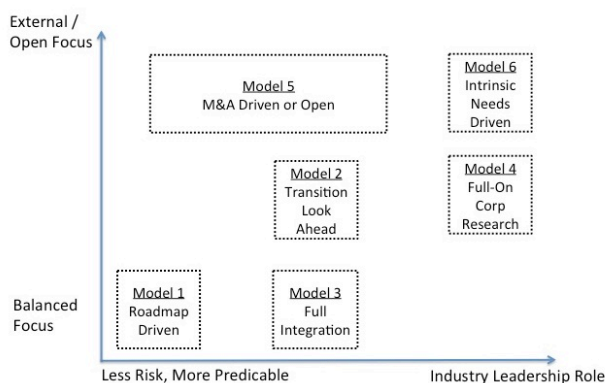 External /
Open Focus
Model 5
M&A Driven or Open
Model 6
Intrinsic
Needs
Driven
Model 2
Transition
Look
Ahead
Model 4
Full-On
Corp
Research
Balanced
Focus
Model 1
Roadmap
Driven
Model 3
Full
Integration
Less Risk, More Predicable
Industry Leadership Role